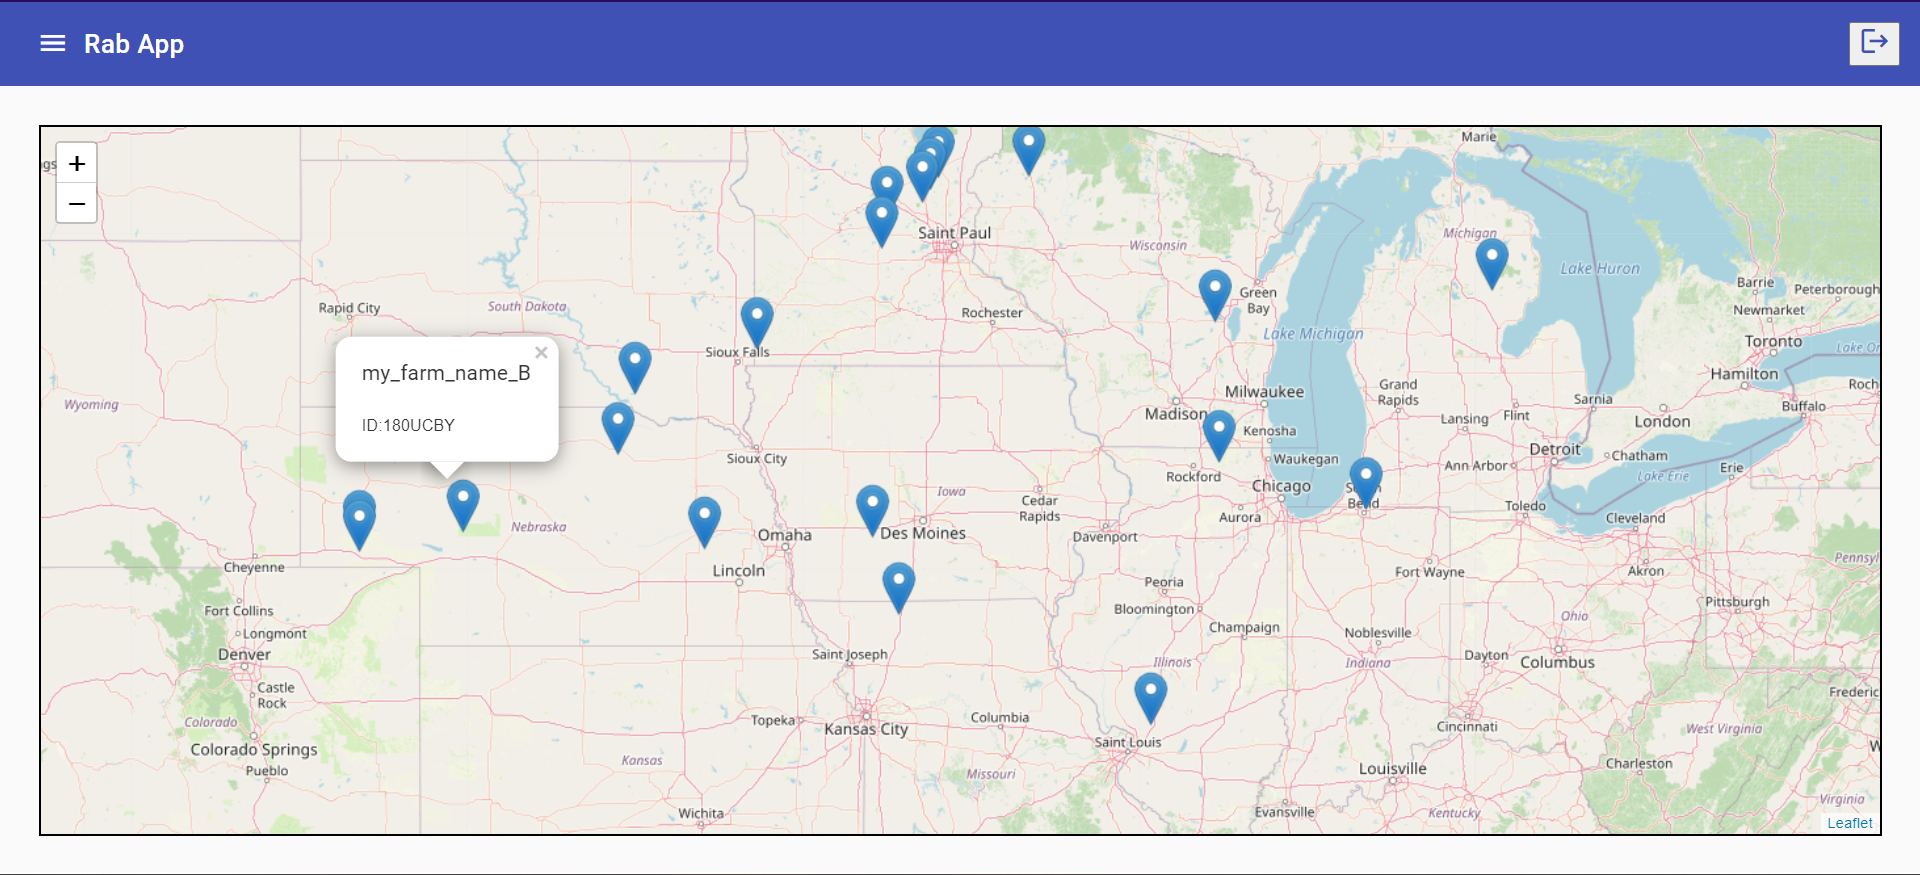 Rab App
Marie
gs
+
−
Saint Paul
Wisconsin
Michigan
Lake Huron
Barrie
Peterborough
Newmarket
Rapid City
South Dakota
Rochester
Green
Bay
Lake Michigan
Toronto
Lake O
Sioux Falls
Hamilton
Roch
my_farm_name_B
×
ID:180UCBY
Wyoming
Milwaukee
Grand
Rapids
Sarnia
Buffalo
Madison
Lansing
Flint
London
Kenosha
Detroit
Chatham
Sioux City
Waukegan
Ann Arbor
Lake Erie
Erie
Rockford
Chicago
Bend
Iowa
Cedar
Rapids
Aurora
Toledo
Cleveland
Nebraska
Omaha
Des Moines
Davenport
Pennsyl
Cheyenne
Lincoln
Peoria
Fort Wayne
Akron
Fort Collins
Bloomington
Pittsburgh
Longmont
Champaign
Noblesville
Ohio
Denver
Saint Joseph
Illinois
Indiana
Dayton
Columbus
Castle
Rock
Frederic
Colorado
Topeka
Kansas City
Columbia
Cincinnati
West Virginia
Colorado Springs
Saint Louis
W
Pueblo
Kansas
Missouri
Louisville
Charleston
Wichita
Evansville
Kentucky
Virginia
Leaflet